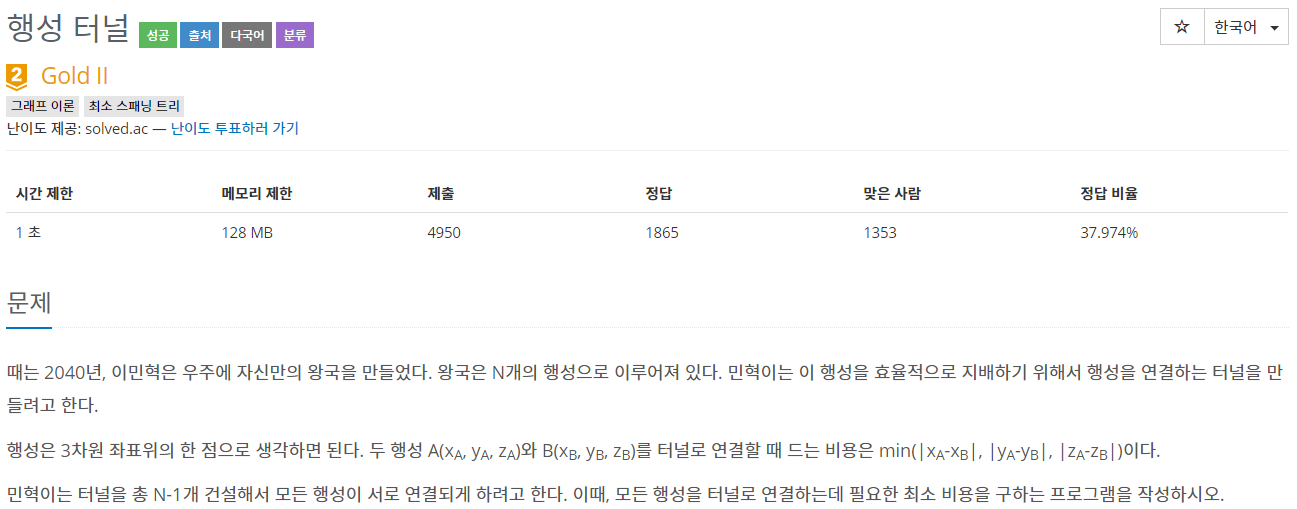 행성 터널 성공 출처 다국어 분류 ☆ 한국어
2 Gold II
그래프 이론 최소 스패닝 트리
난이도 제공: solved.ac — 난이도 투표하러 가기
시간 제한 메모리 제한 제출 정답 맞은 사람 정답 비율
1 초 128 MB 4950 1865 1353 37.974%
문제
때는 2040년, 이민혁은 우주에 자신만의 왕국을 만들었다. 왕국은 N개의 행성으로 이루어져 있다. 민혁이는 이 행성을 효율적으로 지배하기 위해서 행성을 연결하는 터널을 만
들려고 한다.
행성은 3차원 좌표위의 한 점으로 생각하면 된다. 두 행성 A(xA, yA, zA)와 B(xB, yB, zB)를 터널로 연결할 때 드는 비용은 min(|xA-xB|, |yA-yB|, |zA-zB|)이다.
민혁이는 터널을 총 N-1개 건설해서 모든 행성이 서로 연결되게 하려고 한다. 이때, 모든 행성을 터널로 연결하는데 필요한 최소 비용을 구하는 프로그램을 작성하시오.